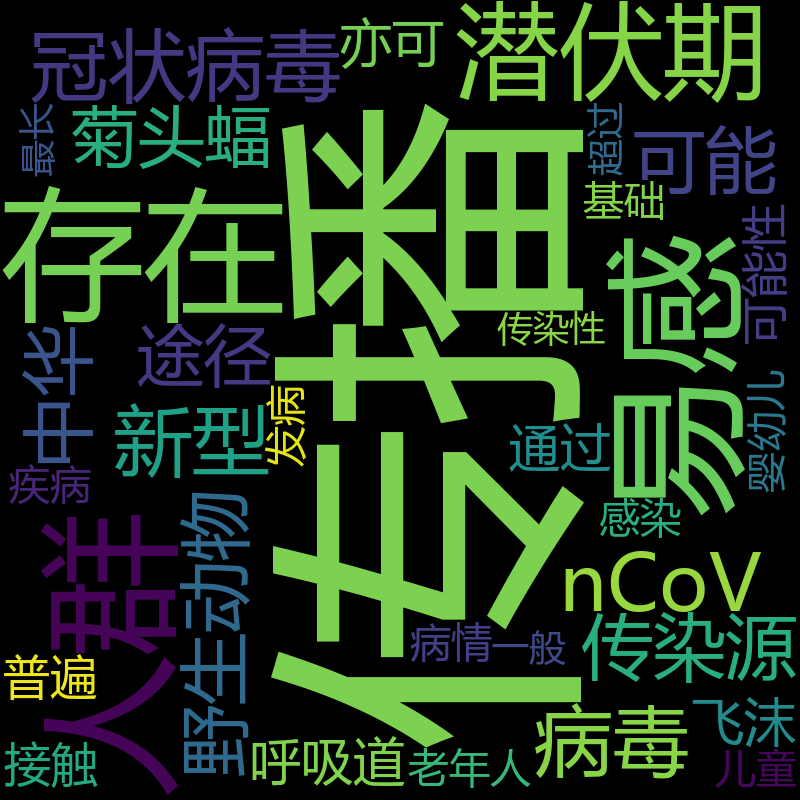 冠状病毒
亦可
潜伏期
最长
菊头蝠
超过
可能
基础
存在
传播
易感
可能性
传染性
中华
途径
发病
新型
通过
婴幼儿
疾病
感染
人群
野生动物
nCoV
传染源
病情
一般
普遍
飞沫
接触
呼吸道
老年人
病毒
儿童